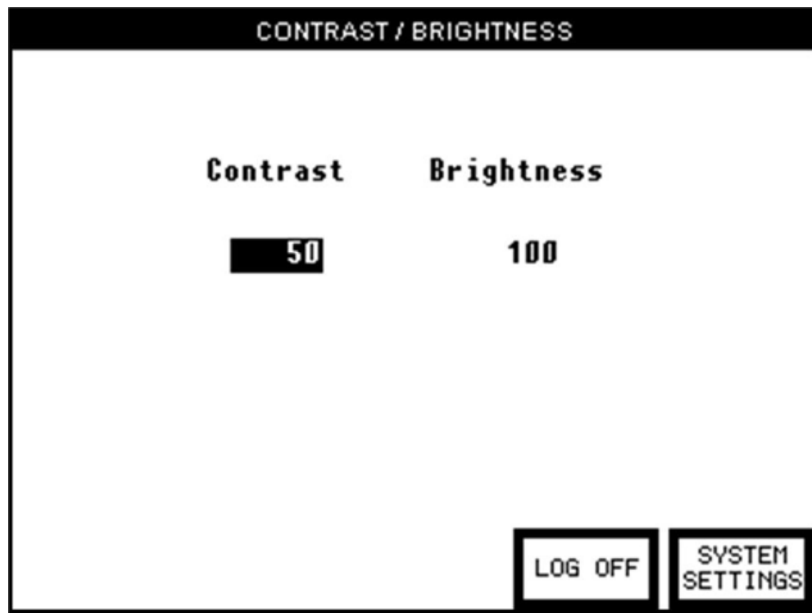 CONTRAST / BRIGHTNESS
Contrast Brightness
50 100
LOG OFF
SYSTEM
SETTINGS